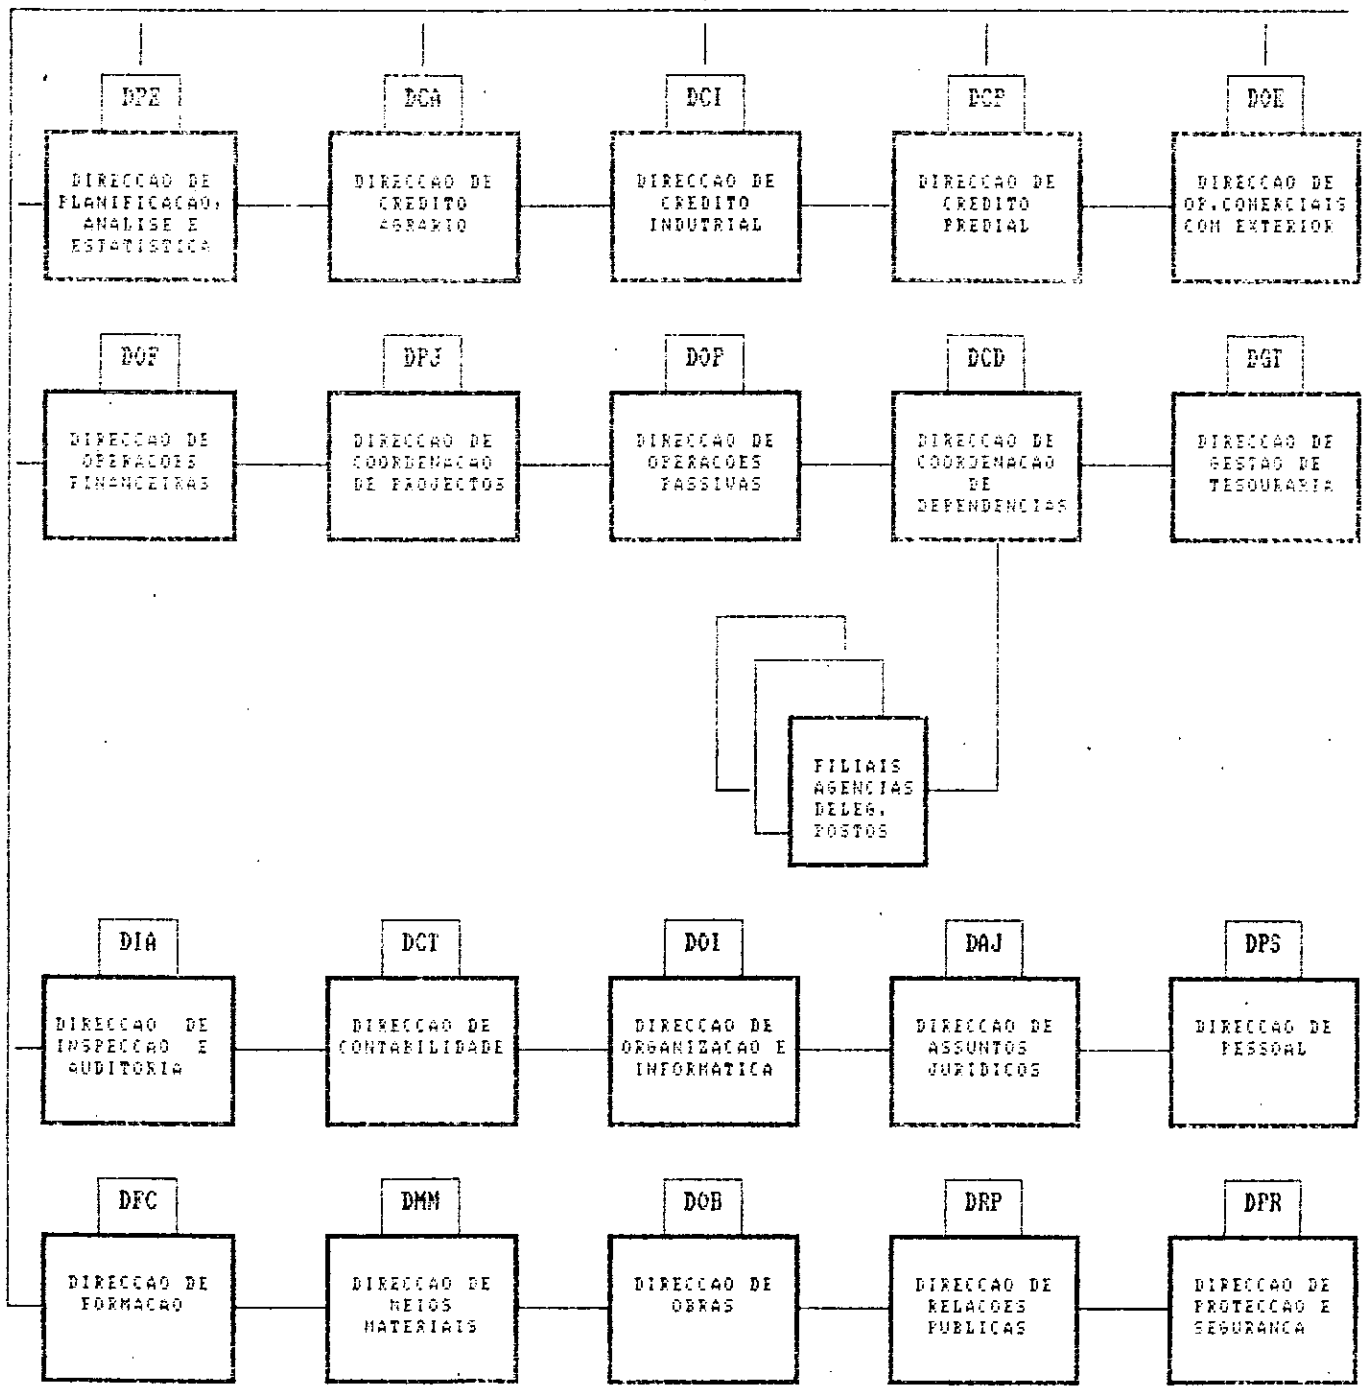 DPE
DIRECCAO DE
PLANIFICACAO,
ANALISE E
ESTATISTICA
DCA
DIRECCAO DE
CREDITO
AGRARIO
DCI
DIRECCAO DE
CREDITO
INDUTRIAL
DCP
DIRECCAO DE
CREDITO
PREDIAL
DOE
DIRECCAO DE
OP.COMERCIAIS
COM EXTERIOR
DOF
DIRECCAO DE
OPERACOES
FINANCEIRAS
DPJ
DIRECCAO DE
COORDENACAO
DE PROJECTOS
DOP
DIRECCAO DE
OPERACOES
PASSIVAS
DCD
DIRECCAO DE
COORDENACAO
DE
DEPENDENCIAS
DGT
DIRECCAO DE
GESTAO DE
TESOURARIA
FILIAIS
AGENCIAS
DELEG.
POSTOS
DIA
DIRECCAO DE
INSPECCAO E
AUDITORIA
DCT
DIRECCAO DE
CONTABILIDADE
DOI
DIRECCAO DE
ORGANIZACAO E
INFORMATICA
DAJ
DIRECCAO DE
ASSUNTOS
JURIDICOS
DPS
DIRECCAO DE
PESSOAL
DFC
DIRECCAO DE
FORMACAO
DMM
DIRECCAO DE
MEIOS
MATERIAIS
DOB
DIRECCAO DE
OBRAS
DRP
DIRECCAO DE
RELACOES
PUBLICAS
DPR
DIRECCAO DE
PROTECCAO E
SEGURANCA